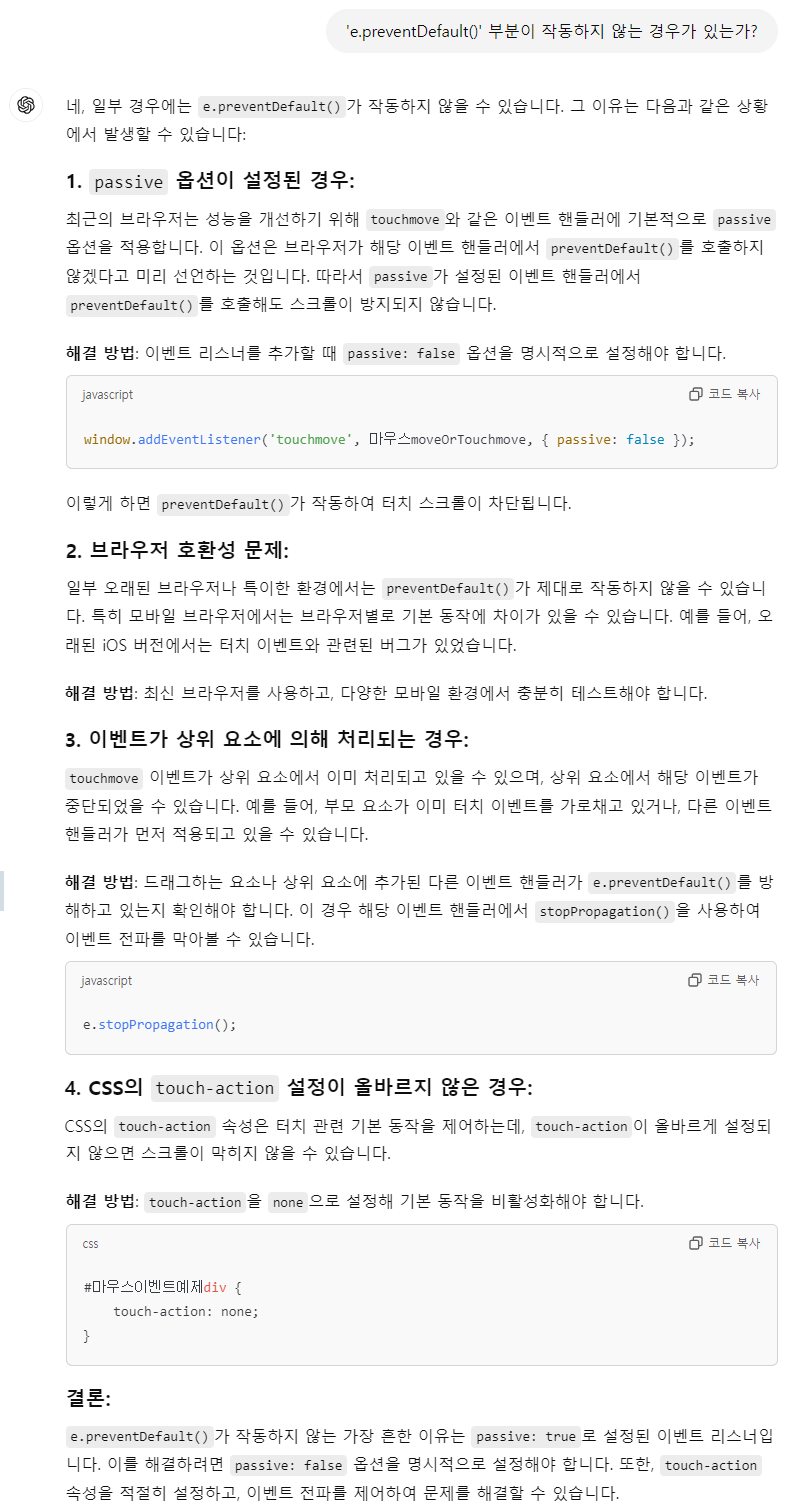 'e.preventDefault()' 부분이 작동하지 않는 경우가 있는가?
네, 일부 경우에는 e.preventDefault()가 작동하지 않을 수 있습니다. 그 이유는 다음과 같은 상황
에서 발생할 수 있습니다:
1. passive 옵션이 설정된 경우:
최근의 브라우저는 성능을 개선하기 위해 touchmove와 같은 이벤트 핸들러에 기본적으로 passive
옵션을 적용합니다. 이 옵션은 브라우저가 해당 이벤트 핸들러에서 preventDefault()를 호출하지
않겠다고 미리 선언하는 것입니다. 따라서 passive가 설정된 이벤트 핸들러에서
preventDefault()를 호출해도 스크롤이 방지되지 않습니다.
해결 방법: 이벤트 리스너를 추가할 때 passive: false 옵션을 명시적으로 설정해야 합니다.
javascript 코드 복사
window.addEventListener('touchmove', 마우스moveOrTouchmove, { passive: false });
이렇게 하면 preventDefault()가 작동하여 터치 스크롤이 차단됩니다.
2. 브라우저 호환성 문제:
일부 오래된 브라우저나 특이한 환경에서는 preventDefault()가 제대로 작동하지 않을 수 있습니
다. 특히 모바일 브라우저에서는 브라우저별로 기본 동작에 차이가 있을 수 있습니다. 예를 들어, 오
래된 iOS 버전에서는 터치 이벤트와 관련된 버그가 있었습니다.
해결 방법: 최신 브라우저를 사용하고, 다양한 모바일 환경에서 충분히 테스트해야 합니다.
3. 이벤트가 상위 요소에 의해 처리되는 경우:
touchmove 이벤트가 상위 요소에서 이미 처리되고 있을 수 있으며, 상위 요소에서 해당 이벤트가
중단되었을 수 있습니다. 예를 들어, 부모 요소가 이미 터치 이벤트를 가로채고 있거나, 다른 이벤트
핸들러가 먼저 적용되고 있을 수 있습니다.
해결 방법: 드래그하는 요소나 상위 요소에 추가된 다른 이벤트 핸들러가 e.preventDefault()를 방
해하고 있는지 확인해야 합니다. 이 경우 해당 이벤트 핸들러에서 stopPropagation()을 사용하여
이벤트 전파를 막아볼 수 있습니다.
javascript 코드 복사
e.stopPropagation();
4. CSS의 touch-action 설정이 올바르지 않은 경우:
CSS의 touch-action 속성은 터치 관련 기본 동작을 제어하는데, touch-action이 올바르게 설정되
지 않으면 스크롤이 막히지 않을 수 있습니다.
해결 방법: touch-action을 none으로 설정해 기본 동작을 비활성화해야 합니다.
css 코드 복사
#마우스이벤트예제div {
touch-action: none;
}
결론:
e.preventDefault()가 작동하지 않는 가장 흔한 이유는 passive: true로 설정된 이벤트 리스너입
니다. 이를 해결하려면 passive: false 옵션을 명시적으로 설정해야 합니다. 또한, touch-action
속성을 적절히 설정하고, 이벤트 전파를 제어하여 문제를 해결할 수 있습니다.